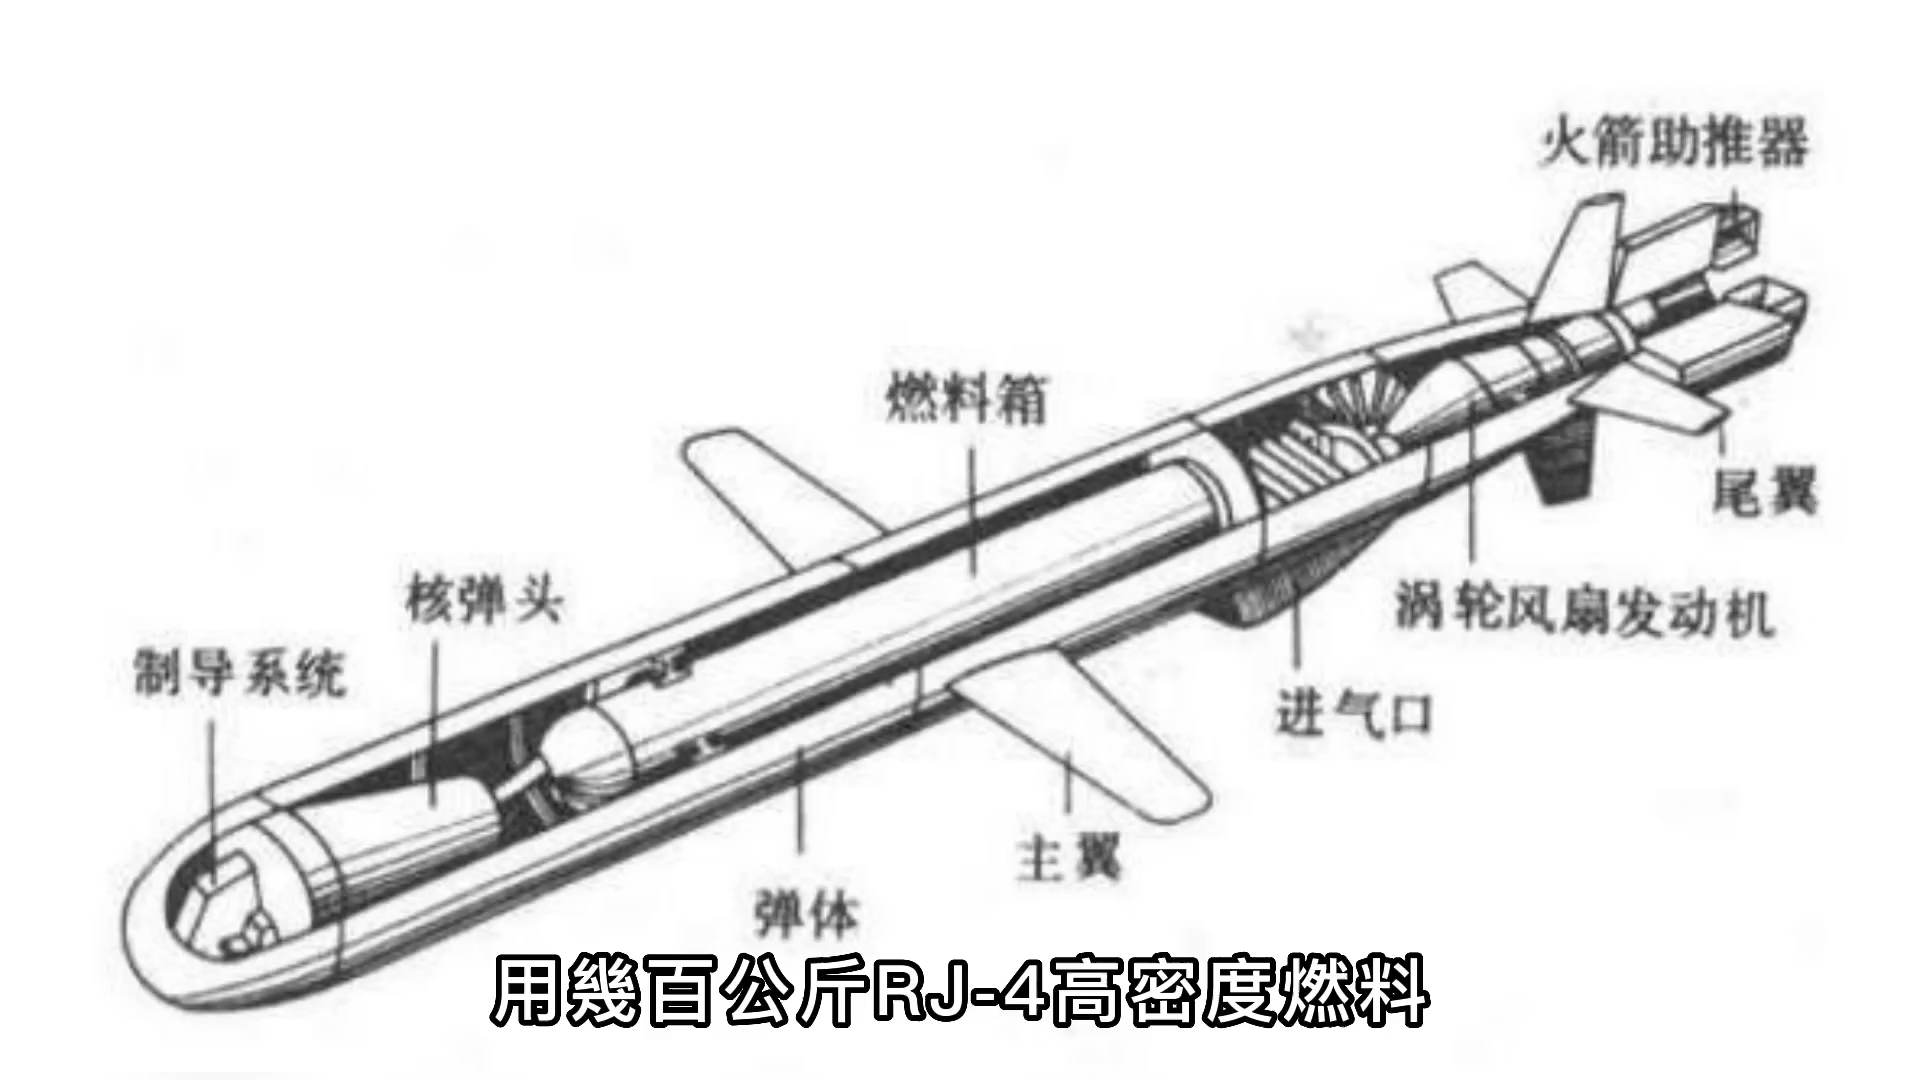 火箭助推器
燃料箱
尾翼
核弹头
涡轮风扇发动机
制导系统
进气口
主翼
弹体
用幾百公斤RJ-4高密度燃料